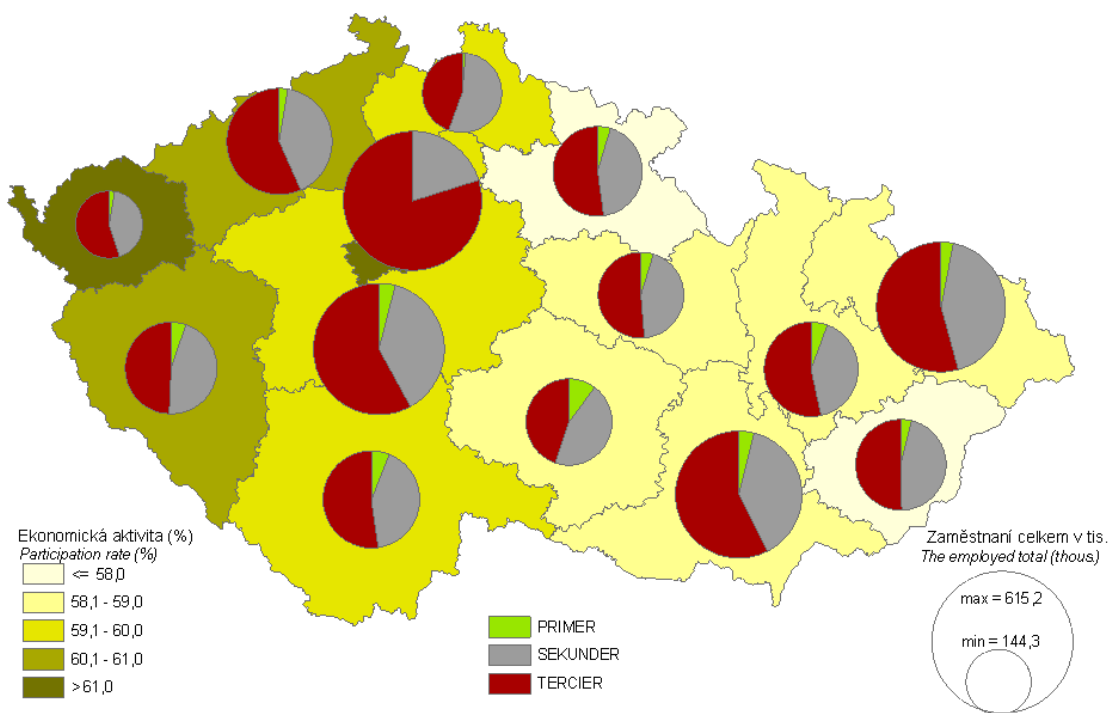 Ekonomická aktivita (%)
Participation rate (%)
<= 58,0
58,1 - 59,0
59,1 - 60,0
60,1 - 61,0
>61,0
PRIMER
SEKUNDER
TERCIER
Zaměstnaní celkem v tis.
The employed total (thous.)
max = 615,2
min = 144,3